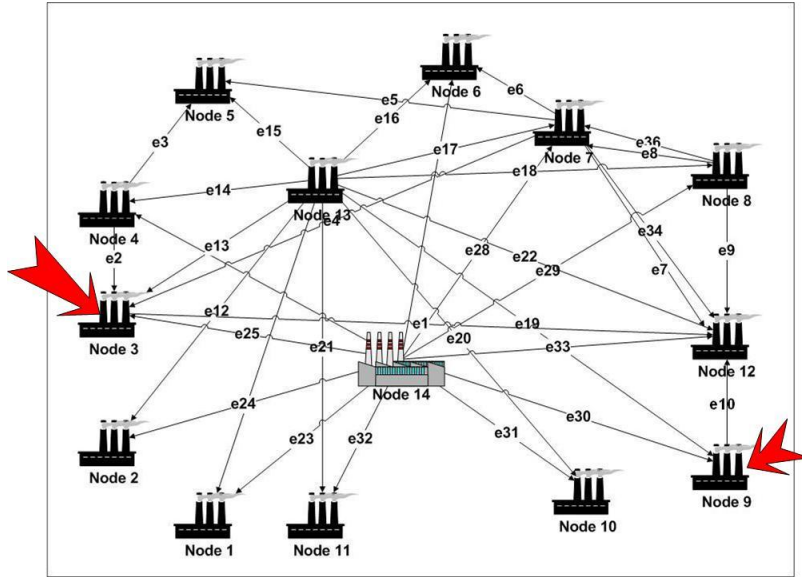 Node 6
Node 5
e6
e5
e16
e15
e17
e36
e3
Node 7
e8
e18
e14
Node 8
Node 13
e4
Node 4
e34
e13
e28
e9
e2
e22
e7
e29
e12
e1
e19
e25
e20
e21
e33
Node 3
Node 12
Node 14
e24
e10
e30
e23
e32
e31
Node 2
Node 9
Node 1
Node 11
Node 10